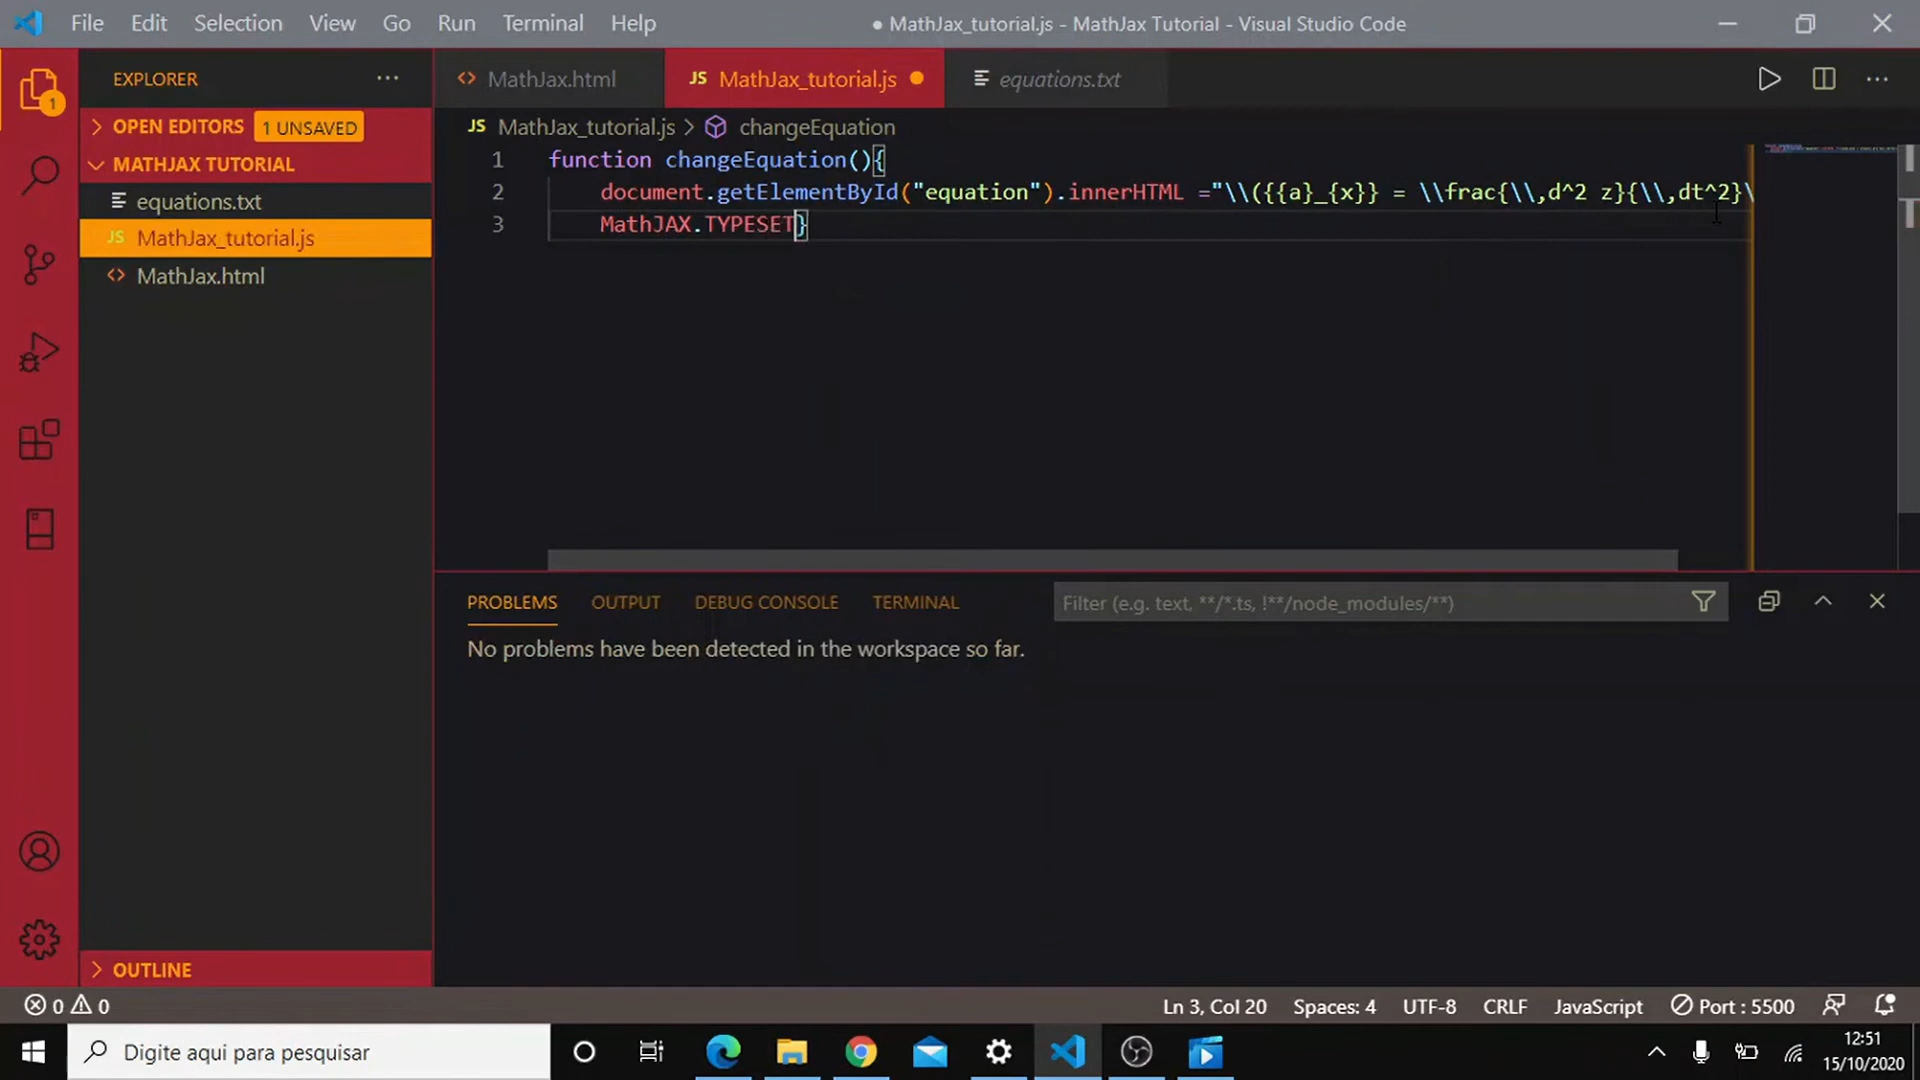 File Edit Selection View Go Run Terminal Help ● MathJax_tutorial.js - MathJax Tutorial - Visual Studio Code
EXPLORER ...
MathJax.html JS MathJax_tutorial.js equations.txt
OPEN EDITORS 1 UNSAVED
JS MathJax_tutorial.js > changeEquation
MATHJAX TUTORIAL
equations.txt
JS MathJax_tutorial.js
MathJax.html
1 function changeEquation(){
2 document.getElementById("equation").innerHTML ="\\({{a}_{x}} = \\frac{\\,d^2 z}{\\,dt^2}\
3 MathJAX.TYPESET}
1
PROBLEMS OUTPUT DEBUG CONSOLE TERMINAL Filter (e.g. text, **/*.ts, !**/node_modules/**)
No problems have been detected in the workspace so far.
OUTLINE
0 0 Ln 3, Col 20 Spaces: 4 UTF-8 CRLF JavaScript Port : 5500
Digite aqui para pesquisar
12:51
15/10/2020